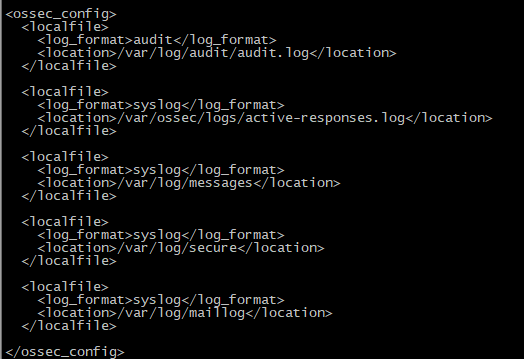 <ossec_config>
  <localfile>
    <log_format>audit</log_format>
    <location>/var/log/audit/audit.log</location>
  </localfile>

  <localfile>
    <log_format>syslog</log_format>
    <location>/var/ossec/logs/active-responses.log</location>
  </localfile>

  <localfile>
    <log_format>syslog</log_format>
    <location>/var/log/messages</location>
  </localfile>

  <localfile>
    <log_format>syslog</log_format>
    <location>/var/log/secure</location>
  </localfile>

  <localfile>
    <log_format>syslog</log_format>
    <location>/var/log/maillog</location>
  </localfile>

</ossec_config>